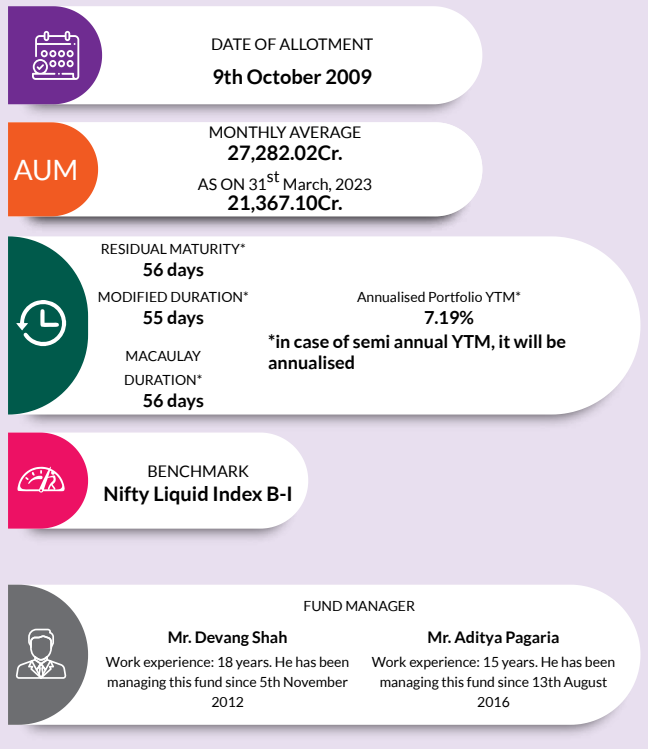 DATE OF ALLOTMENT
9th October 2009
AUM
MONTHLY AVERAGE
27,282.02Cr.
AS ON 31st March, 2023
21,367.10Cr.
RESIDUAL MATURITY*
56 days
MODIFIED DURATION*
55 days
MACAULAY
DURATION*
56 days
Annualised Portfolio YTM*
7.19%
*in case of semi annual YTM, it will be
annualised
BENCHMARK
Nifty Liquid Index B-I
FUND MANAGER
Mr. Devang Shah
Work experience: 18 years. He has been
managing this fund since 5th November
2012
Mr. Aditya Pagaria
Work experience: 15 years. He has been
managing this fund since 13th August
2016